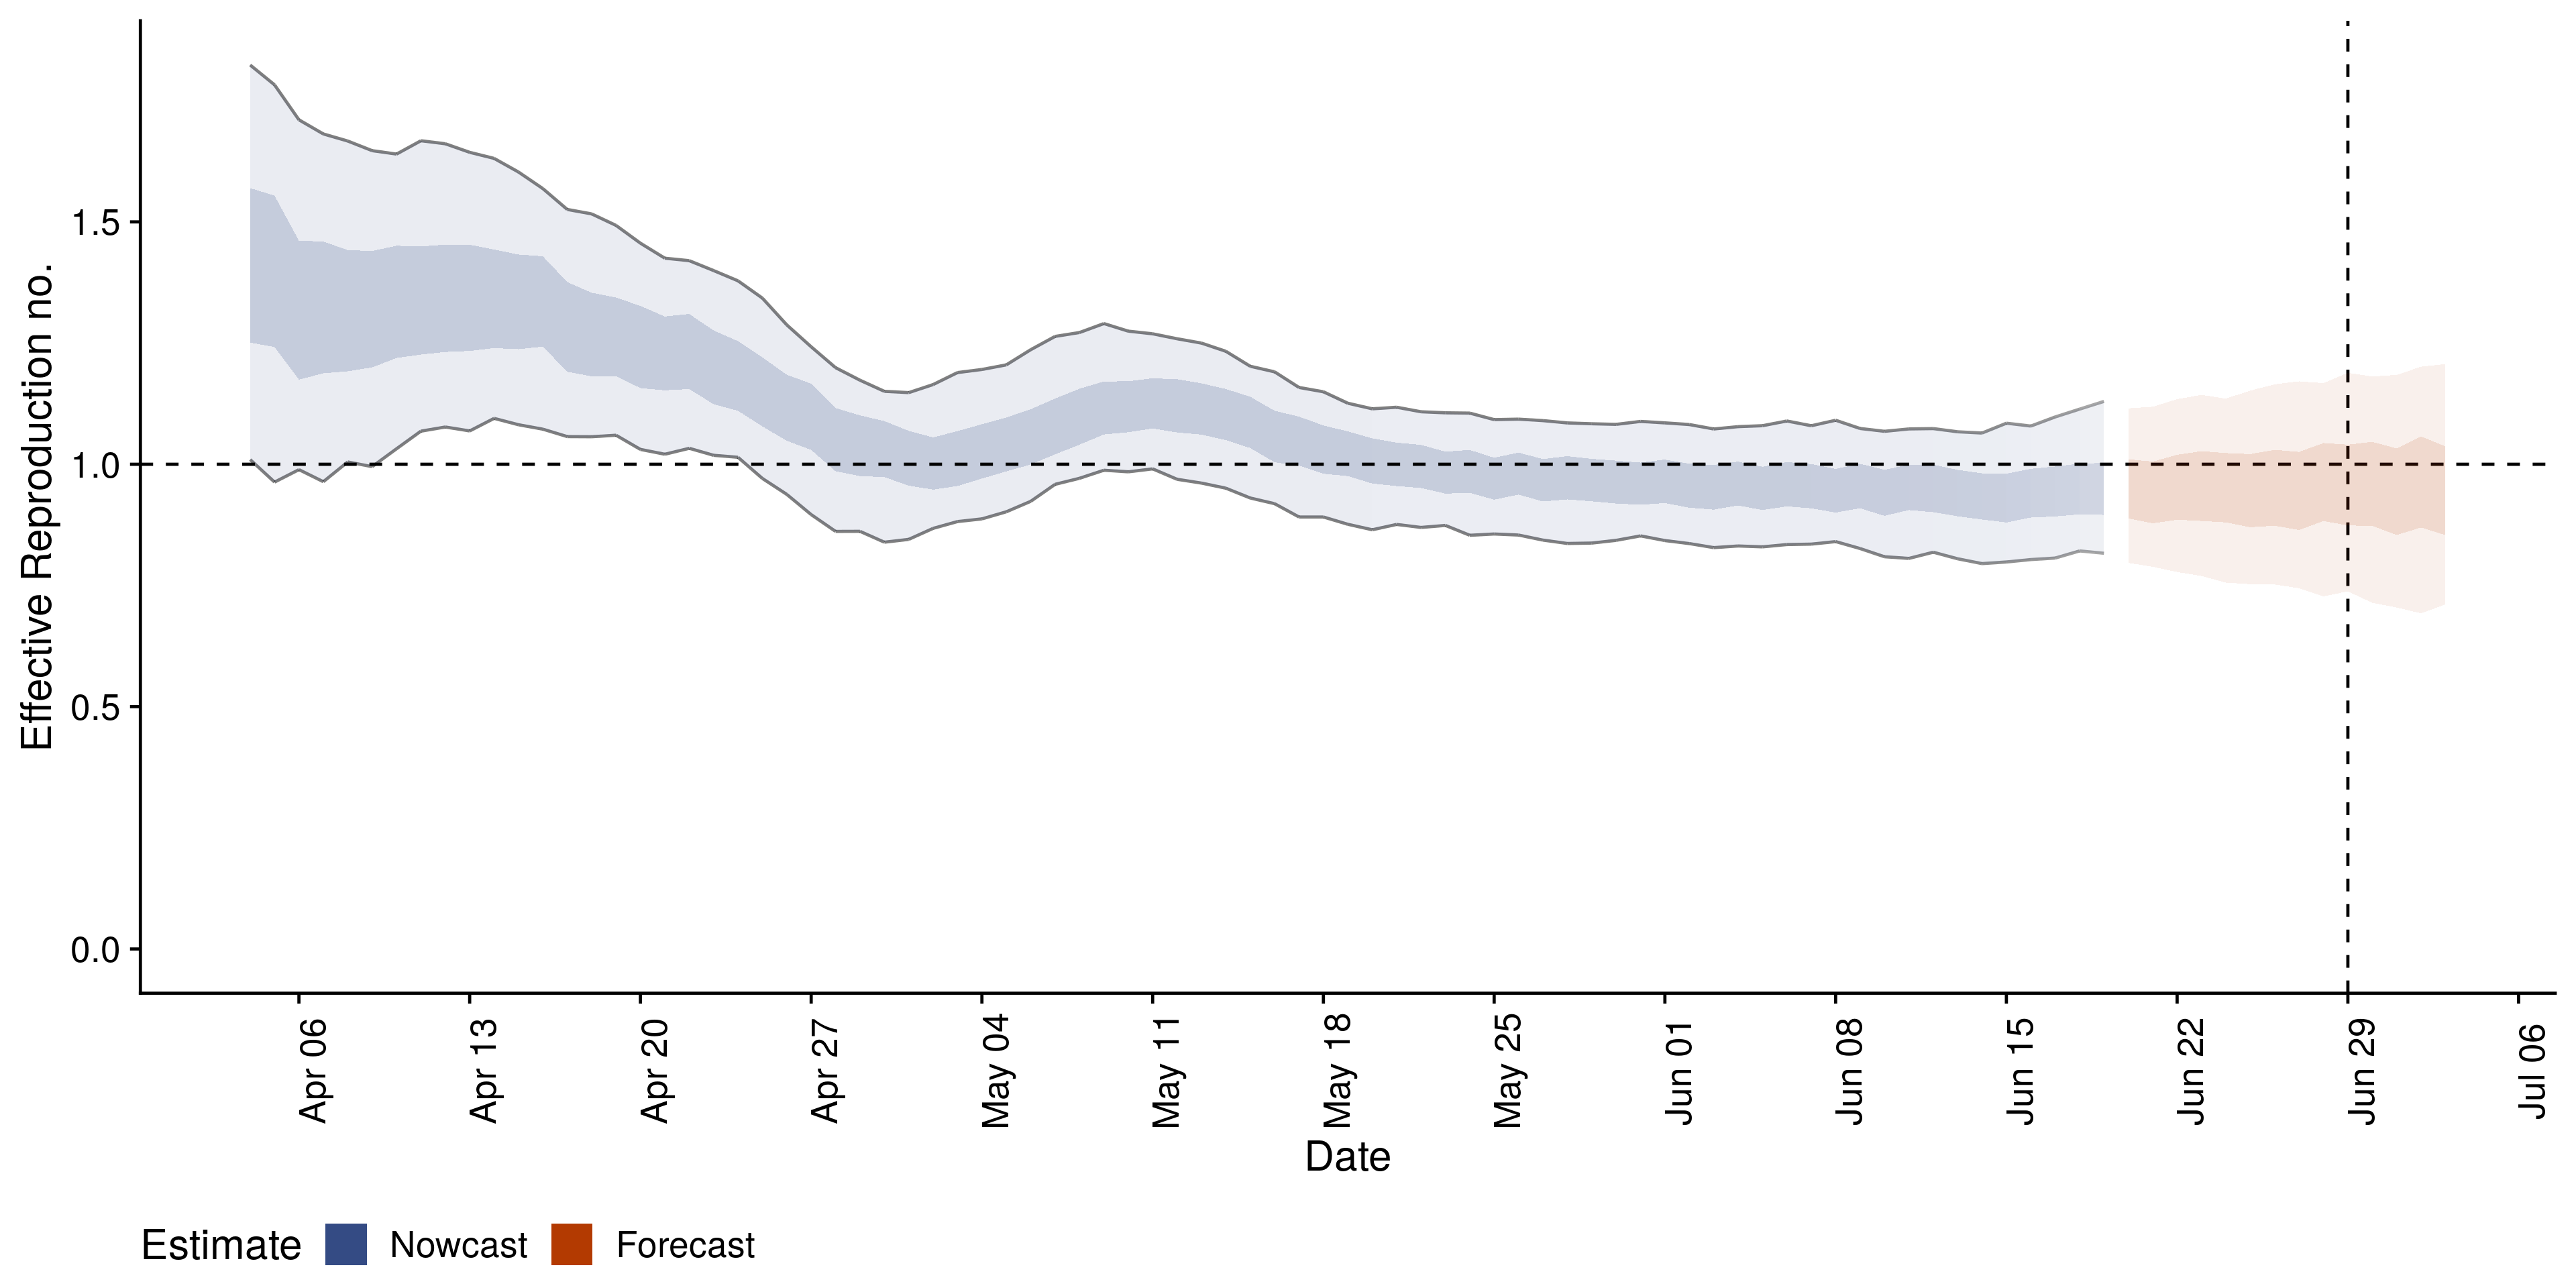 Effective Reproduction no.
1.5
1.0
0.5
0.0
Apr 06
Apr 13
Apr 20
Apr 27
May 04
May 11
May 18
May 25
Jun 01
Jun 08
Jun 15
Jun 22
Jun 29
Jul 06
Date
Estimate Nowcast Forecast